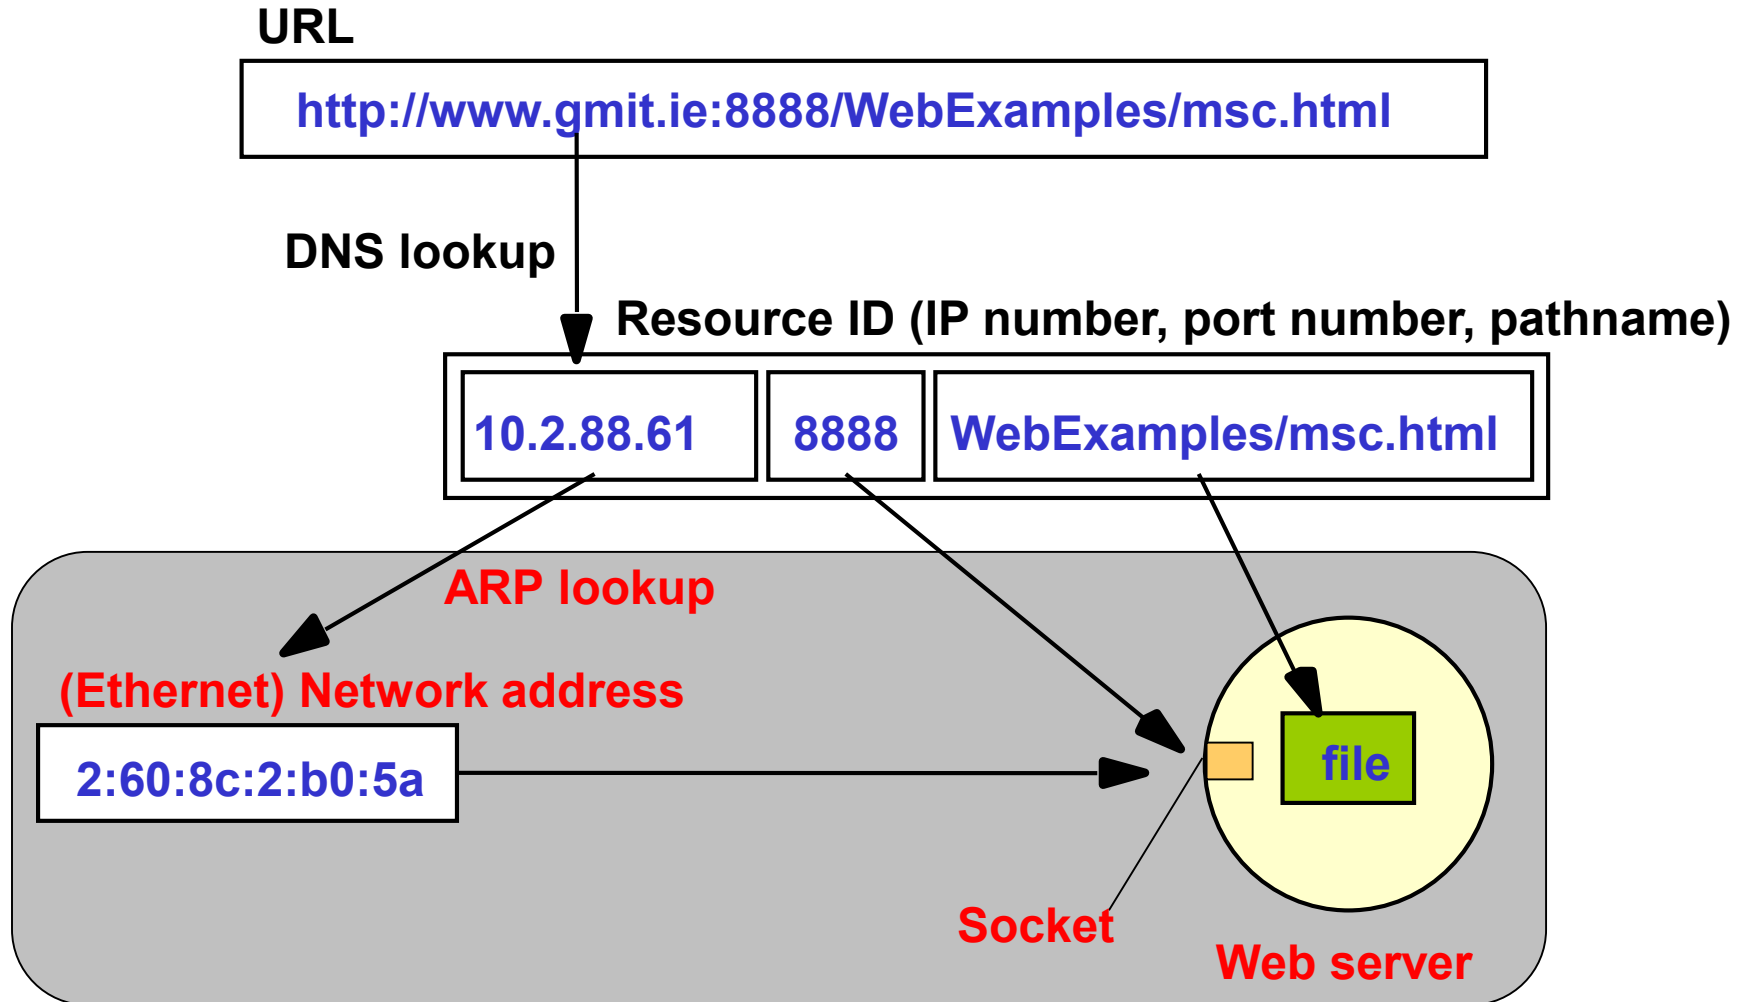 URL
http://www.gmit.ie:8888/WebExamples/msc.html
DNS lookup
Resource ID (IP number, port number, pathname)
10.2.88.61
8888
WebExamples/msc.html
ARP lookup
(Ethernet) Network address
2:60:8c:2:b0:5a
file
Socket
Web server